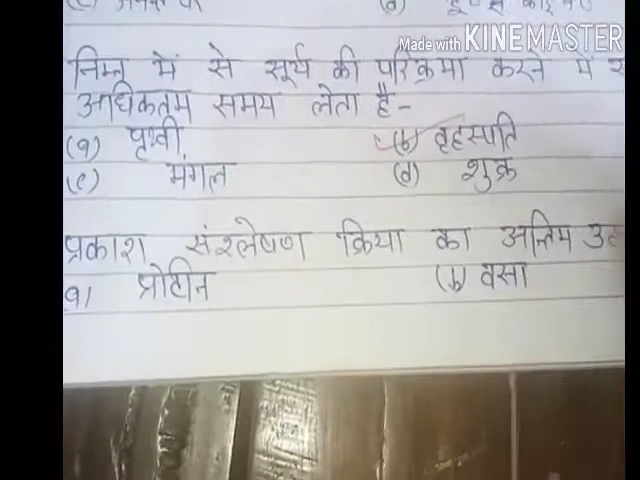 Made with KINEMASTER
निम्न में से सूर्य की परिक्रमा करने में
अधिकतम समय लेता है-
(a) पृथ्वी (b) वृहस्पति
(c) मंगल (d) शुक्र
प्रकाश संश्लेषण क्रिया का अन्तिम
a) प्रोटीन (b) वसा